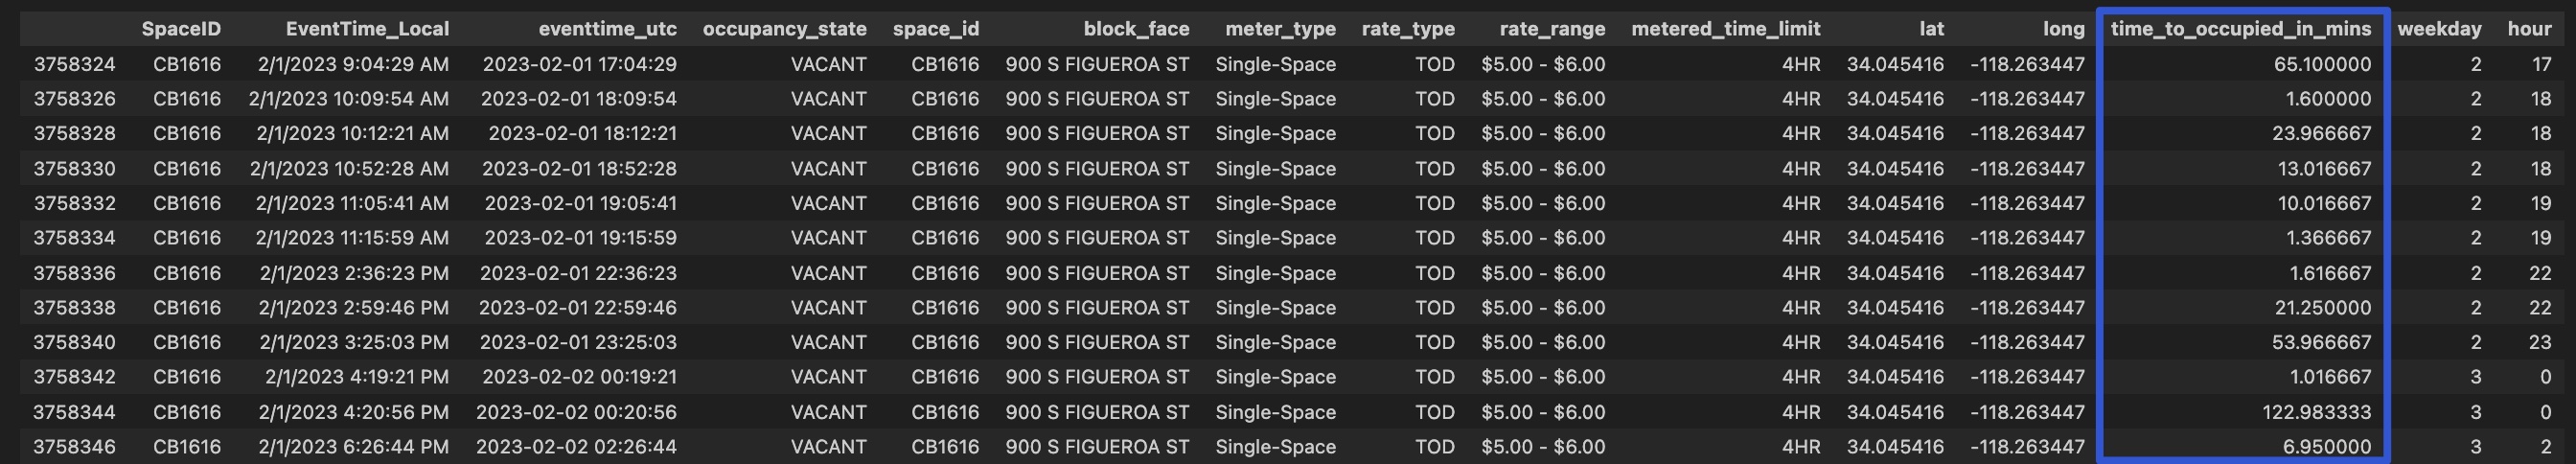 SpaceID EventTime_Local eventtime_utc occupancy_state space_id block_face meter_type rate_type rate_range metered_time_limit lat long time_to_occupied_in_mins weekday hour
3758324 CB1616 2/1/2023 9:04:29 AM 2023-02-01 17:04:29 VACANT CB1616 900 S FIGUEROA ST Single-Space TOD $5.00 - $6.00 4HR 34.045416 -118.263447 65.100000 2 17
3758326 CB1616 2/1/2023 10:09:54 AM 2023-02-01 18:09:54 VACANT CB1616 900 S FIGUEROA ST Single-Space TOD $5.00 - $6.00 4HR 34.045416 -118.263447 1.600000 2 18
3758328 CB1616 2/1/2023 10:12:21 AM 2023-02-01 18:12:21 VACANT CB1616 900 S FIGUEROA ST Single-Space TOD $5.00 - $6.00 4HR 34.045416 -118.263447 23.966667 2 18
3758330 CB1616 2/1/2023 10:52:28 AM 2023-02-01 18:52:28 VACANT CB1616 900 S FIGUEROA ST Single-Space TOD $5.00 - $6.00 4HR 34.045416 -118.263447 13.016667 2 18
3758332 CB1616 2/1/2023 11:05:41 AM 2023-02-01 19:05:41 VACANT CB1616 900 S FIGUEROA ST Single-Space TOD $5.00 - $6.00 4HR 34.045416 -118.263447 10.016667 2 19
3758334 CB1616 2/1/2023 11:15:59 AM 2023-02-01 19:15:59 VACANT CB1616 900 S FIGUEROA ST Single-Space TOD $5.00 - $6.00 4HR 34.045416 -118.263447 1.366667 2 19
3758336 CB1616 2/1/2023 2:36:23 PM 2023-02-01 22:36:23 VACANT CB1616 900 S FIGUEROA ST Single-Space TOD $5.00 - $6.00 4HR 34.045416 -118.263447 1.616667 2 22
3758338 CB1616 2/1/2023 2:59:46 PM 2023-02-01 22:59:46 VACANT CB1616 900 S FIGUEROA ST Single-Space TOD $5.00 - $6.00 4HR 34.045416 -118.263447 21.250000 2 22
3758340 CB1616 2/1/2023 3:25:03 PM 2023-02-01 23:25:03 VACANT CB1616 900 S FIGUEROA ST Single-Space TOD $5.00 - $6.00 4HR 34.045416 -118.263447 53.966667 2 23
3758342 CB1616 2/1/2023 4:19:21 PM 2023-02-02 00:19:21 VACANT CB1616 900 S FIGUEROA ST Single-Space TOD $5.00 - $6.00 4HR 34.045416 -118.263447 1.016667 3 0
3758344 CB1616 2/1/2023 4:20:56 PM 2023-02-02 00:20:56 VACANT CB1616 900 S FIGUEROA ST Single-Space TOD $5.00 - $6.00 4HR 34.045416 -118.263447 122.983333 3 0
3758346 CB1616 2/1/2023 6:26:44 PM 2023-02-02 02:26:44 VACANT CB1616 900 S FIGUEROA ST Single-Space TOD $5.00 - $6.00 4HR 34.045416 -118.263447 6.950000 3 2